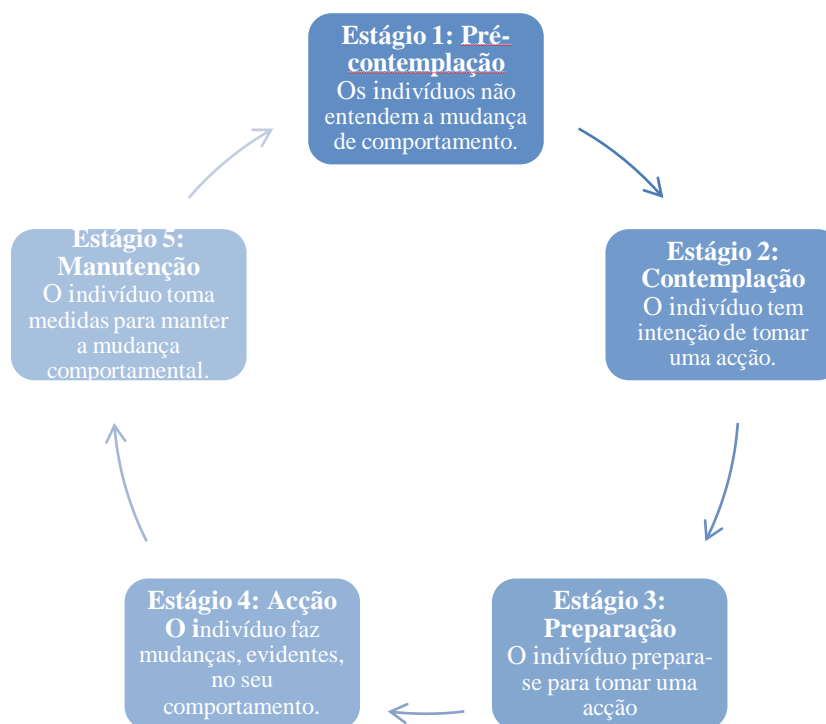 Estágio 1: Pré-
contemplação
Os indivíduos não
entendem a mudança
de comportamento.
Estágio 2:
Contemplação
O indivíduo tem
intenção de tomar
uma acção.
Estágio 3:
Preparação
O indivíduo prepara-
se para tomar uma
acção
Estágio 4: Acção
O indivíduo faz
mudanças, evidentes,
no seu
comportamento.
Estágio 5:
Manutenção
O indivíduo toma
medidas para manter
a mudança
comportamental.